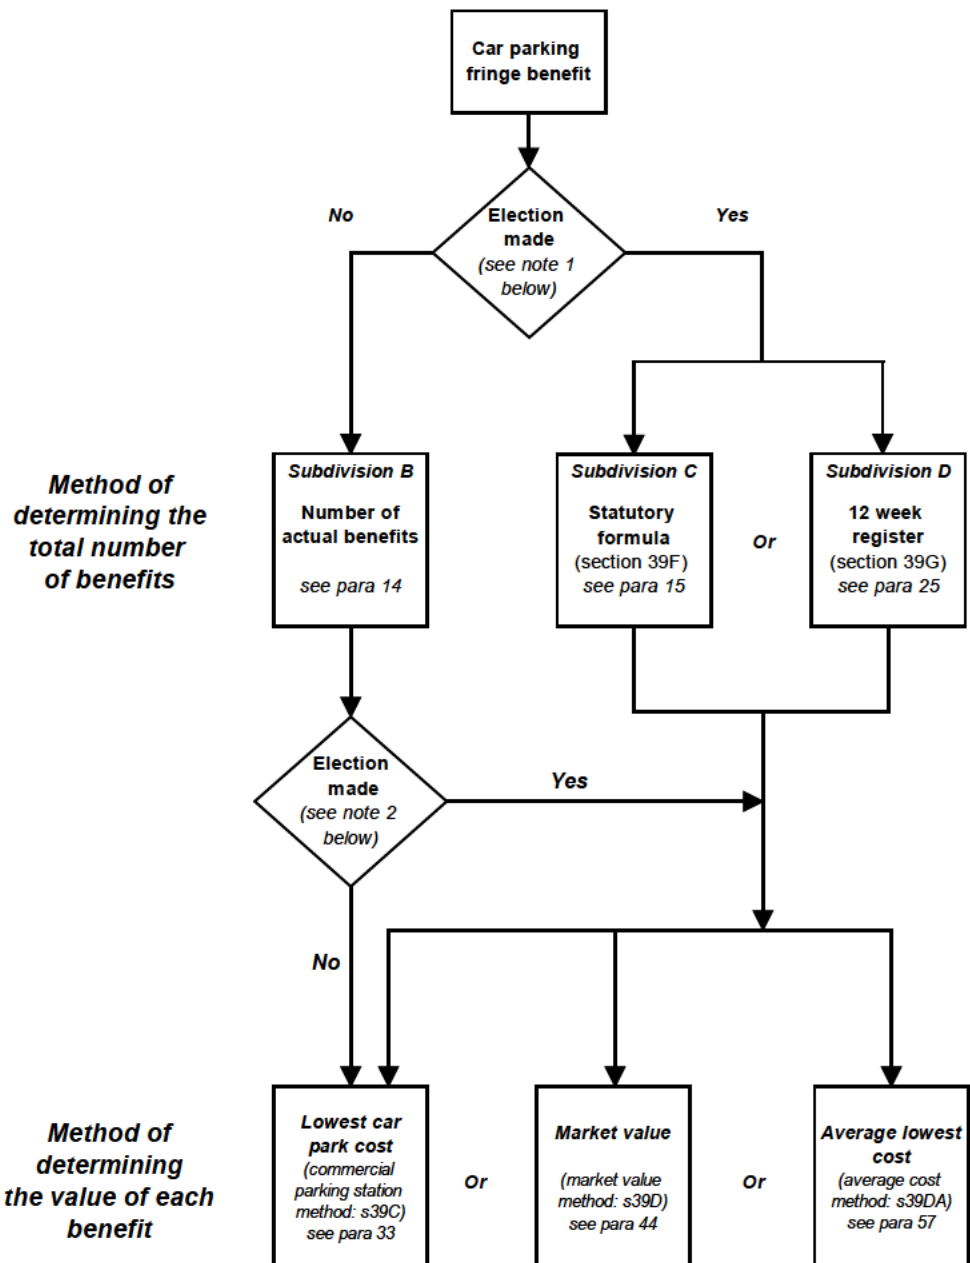 Car parking
fringe benefit
No
Election
made
(see note 1
below)
Yes
Method of
determining the
total number
of benefits
Subdivision B
Number of
actual benefits
see para 14
Subdivision C
Statutory
formula
(section 39F)
see para 15
Or
Subdivision D
12 week
register
(section 39G)
see para 25
Election
made
(see note 2
below)
Yes
No
Method of
determining
the value of each
benefit
Lowest car
park cost
(commercial
parking station
method: s39C)
see para 33
Or
Market value
(market value
method: s39D)
see para 44
Or
Average lowest
cost
(average cost
method: s39DA)
see para 57